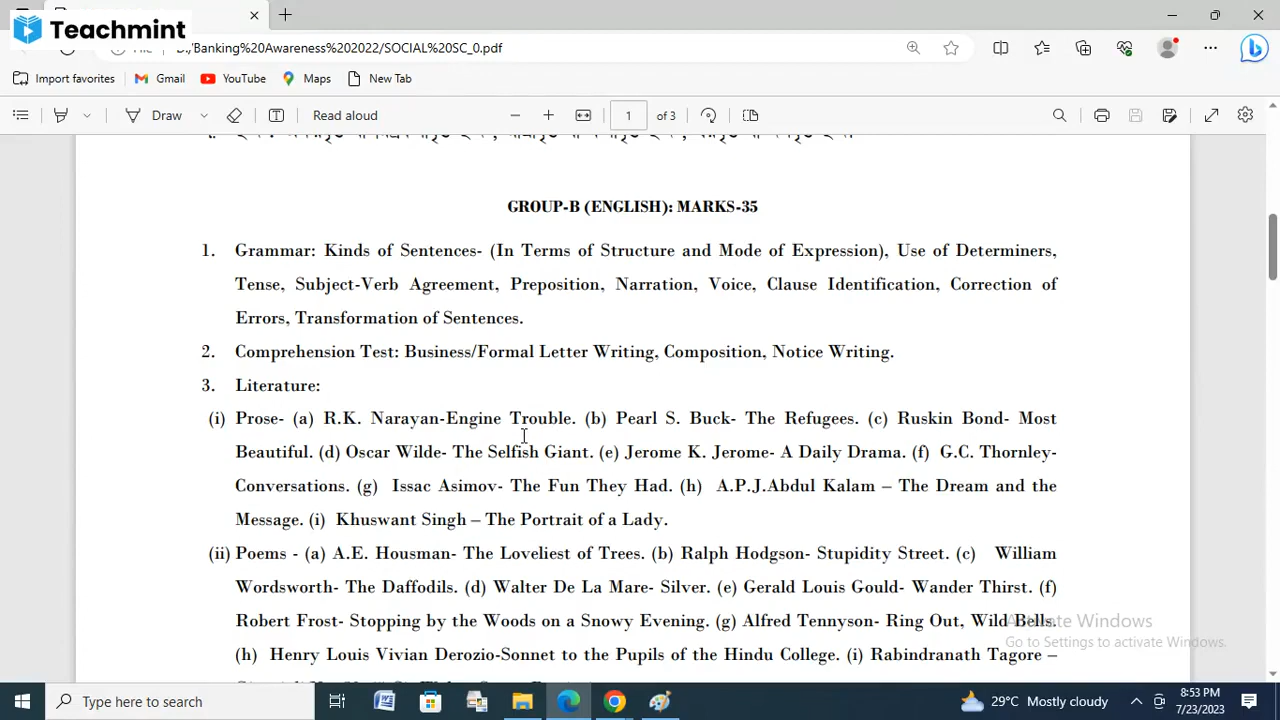 Teachmint
D:/Banking%20Awareness%202022/SOCIAL%20SC_0.pdf
Import favorites Gmail YouTube Maps New Tab
Draw Read aloud 1 of 3
GROUP-B (ENGLISH): MARKS-35
1. Grammar: Kinds of Sentences- (In Terms of Structure and Mode of Expression), Use of Determiners,
Tense, Subject-Verb Agreement, Preposition, Narration, Voice, Clause Identification, Correction of
Errors, Transformation of Sentences.
2. Comprehension Test: Business/Formal Letter Writing, Composition, Notice Writing.
3. Literature:
(i) Prose- (a) R.K. Narayan-Engine Trouble. (b) Pearl S. Buck- The Refugees. (c) Ruskin Bond- Most
Beautiful. (d) Oscar Wilde- The Selfish Giant. (e) Jerome K. Jerome- A Daily Drama. (f) G.C. Thornley-
Conversations. (g) Issac Asimov- The Fun They Had. (h) A.P.J.Abdul Kalam – The Dream and the
Message. (i) Khuswant Singh – The Portrait of a Lady.
(ii) Poems - (a) A.E. Housman- The Loveliest of Trees. (b) Ralph Hodgson- Stupidity Street. (c) William
Wordsworth- The Daffodils. (d) Walter De La Mare- Silver. (e) Gerald Louis Gould- Wander Thirst. (f)
Robert Frost- Stopping by the Woods on a Snowy Evening. (g) Alfred Tennyson- Ring Out, Wild Bells.
(h) Henry Louis Vivian Derozio-Sonnet to the Pupils of the Hindu College. (i) Rabindranath Tagore –
Activate Windows
Go to Settings to activate Windows.
Type here to search
29°C Mostly cloudy
8:53 PM
7/23/2023